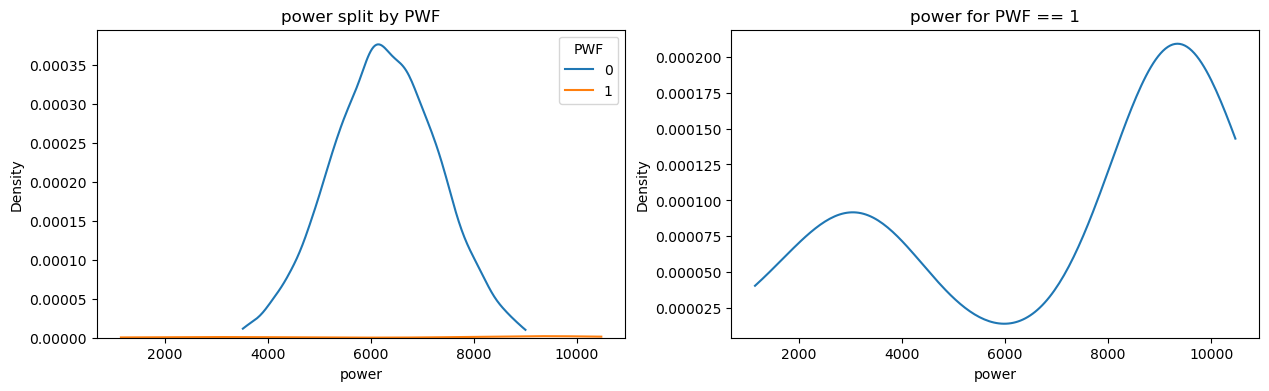 power split by PWF
Density
0.00035
0.00030
0.00025
0.00020
0.00015
0.00010
0.00005
0.00000
2000 4000 6000 8000 10000
power
PWF
0
1
power for PWF == 1
Density
0.000200
0.000175
0.000150
0.000125
0.000100
0.000075
0.000050
0.000025
2000 4000 6000 8000 10000
power